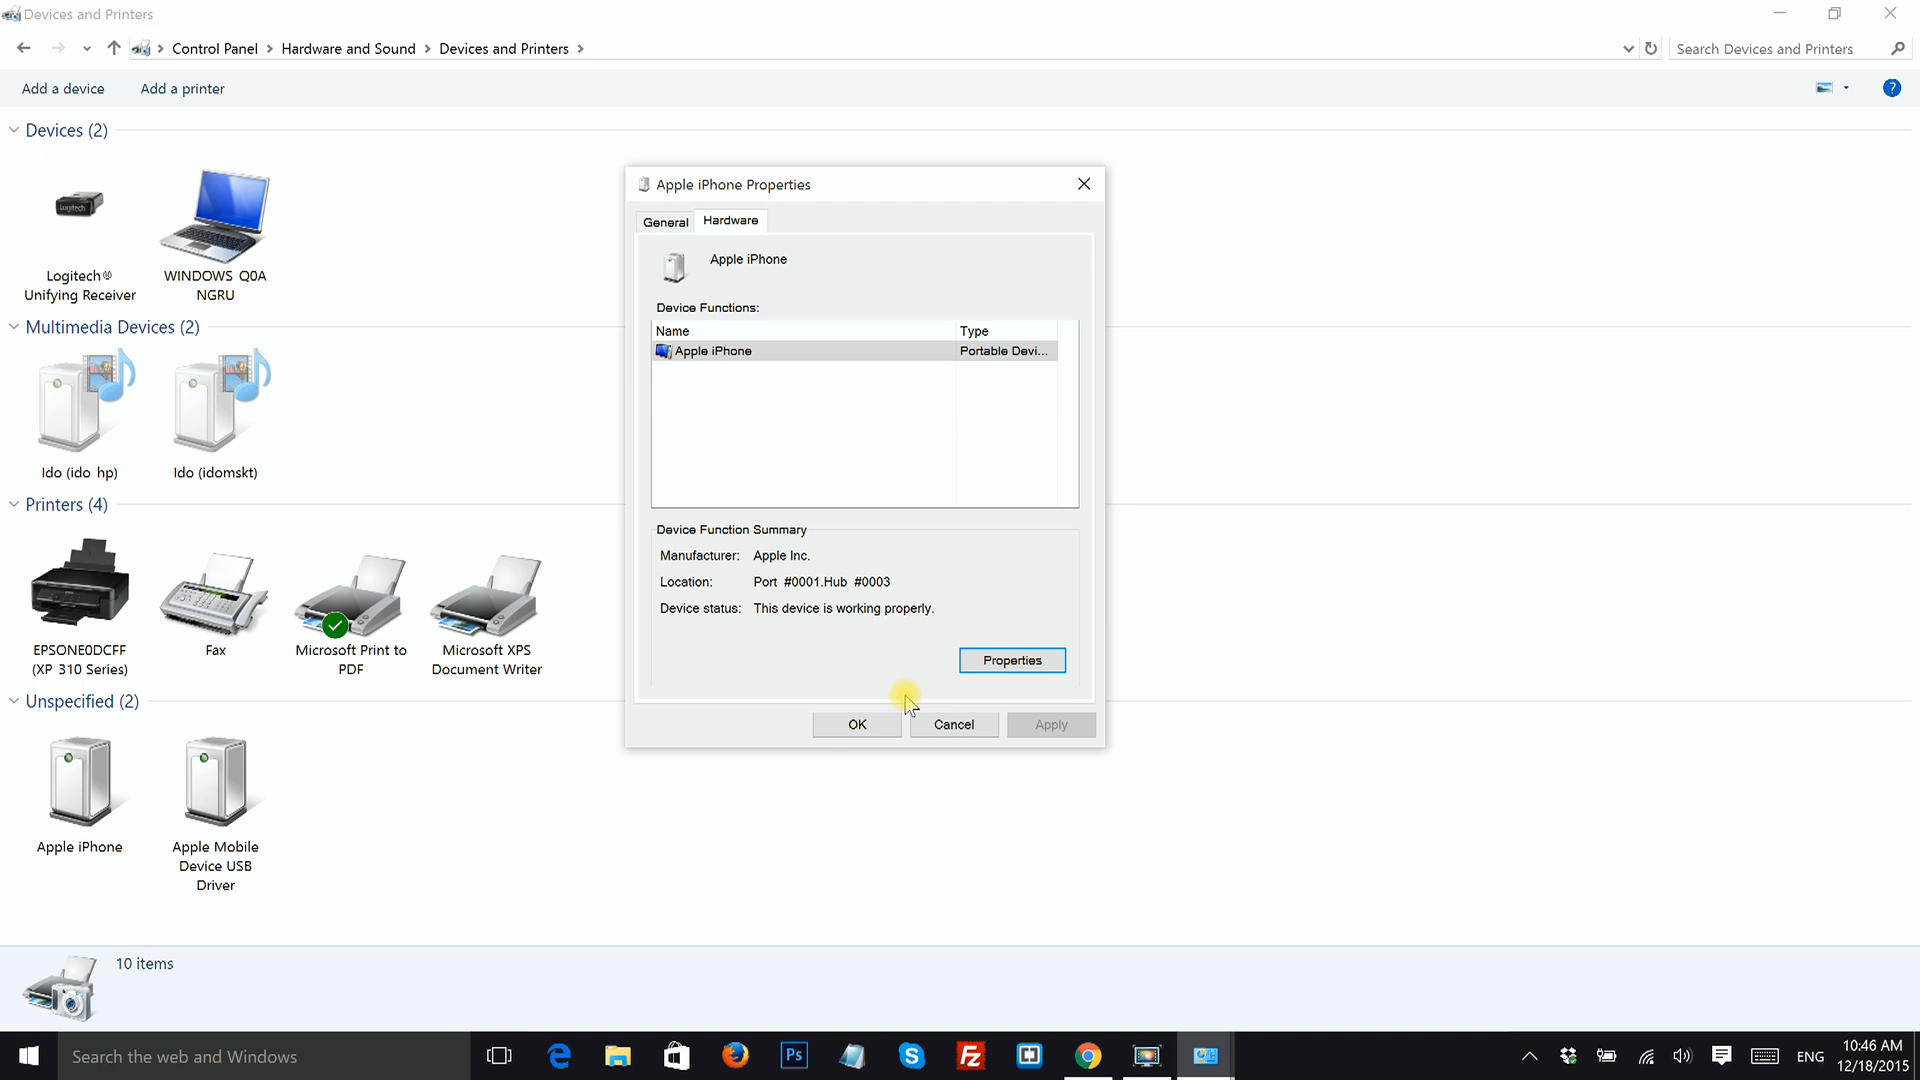 Devices and Printers
Control Panel > Hardware and Sound > Devices and Printers >
Search Devices and Printers
Add a device
Add a printer
?
Devices (2)
Logitech
Logitech®
Unifying Receiver
WINDOWS Q0A
NGRU
Multimedia Devices (2)
Ido (ido hp)
Ido (idomskt)
Printers (4)
EPSONE0DCFF
(XP 310 Series)
Fax
Microsoft Print to
PDF
Microsoft XPS
Document Writer
Unspecified (2)
Apple iPhone
Apple Mobile
Device USB
Driver
10 items
Apple iPhone Properties
General
Hardware
Apple iPhone
Device Functions:
Name
Type
Apple iPhone
Portable Devi...
Device Function Summary
Manufacturer: Apple Inc.
Location: Port #0001.Hub #0003
Device status: This device is working properly.
Properties
OK
Cancel
Apply
Search the web and Windows
Ps
ENG
10:46 AM
12/18/2015